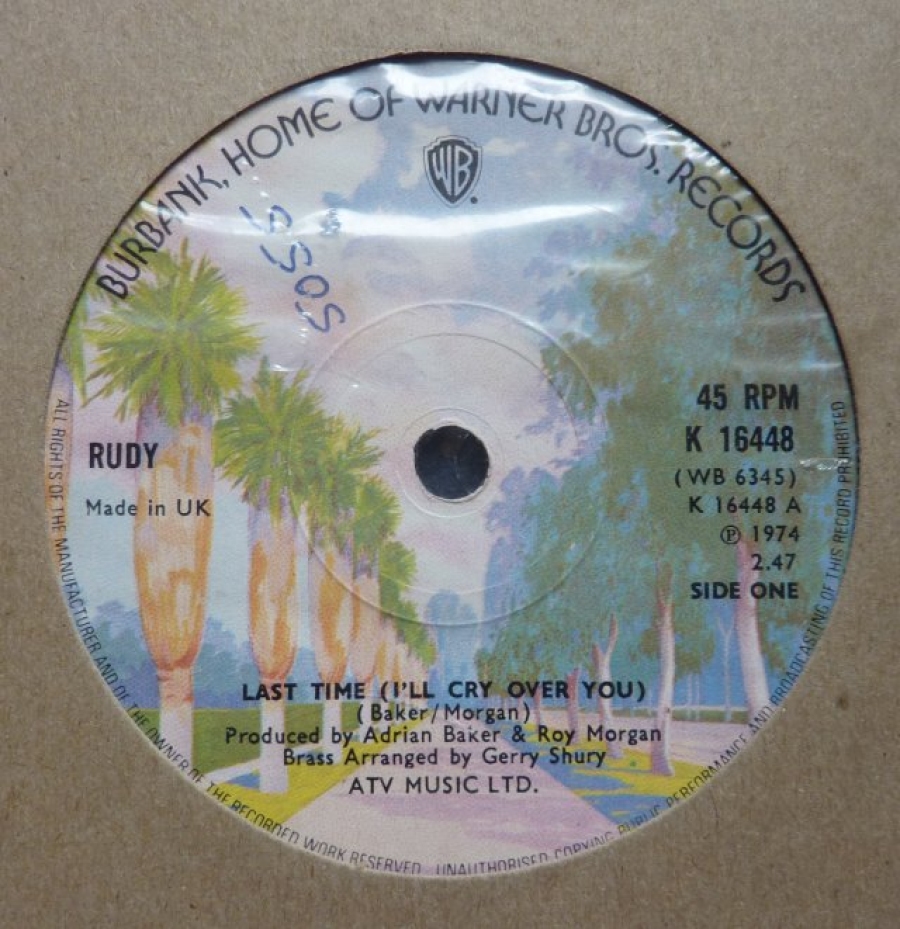 BURBANK, HOME OF WARNER BROS. RECORDS
WB
SOSS
45 RPM
K 16448
(WB 6345)
K 16448 A
℗ 1974
2.47
SIDE ONE
RUDY
Made in UK
LAST TIME (I'LL CRY OVER YOU)
(Baker/Morgan)
Produced by Adrian Baker & Roy Morgan
Brass Arranged by Gerry Shury
ATV MUSIC LTD.
ALL RIGHTS OF THE MANUFACTURER AND OF THE OWNER OF THE RECORDED WORK RESERVED UNAUTHORISED COPYING PUBLIC PERFORMANCE AND BROADCASTING OF THIS RECORD PROHIBITED